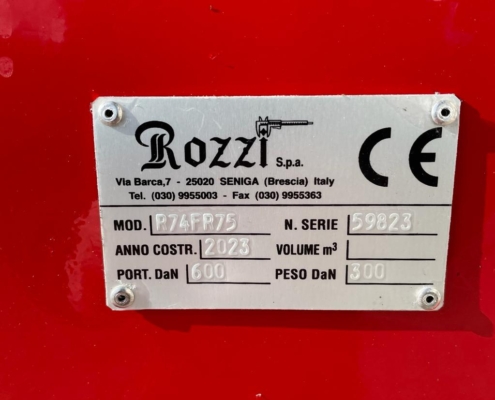 Rozzi S.p.a.
Via Barca,7 - 25020 SENIGA (Brescia) Italy
Tel. (030) 9955003 - Fax (030) 9955363
MOD. R74FR75 N. SERIE 59823
ANNO COSTR. 2023 VOLUME m³
PORT. DaN 600 PESO DaN 300
CE